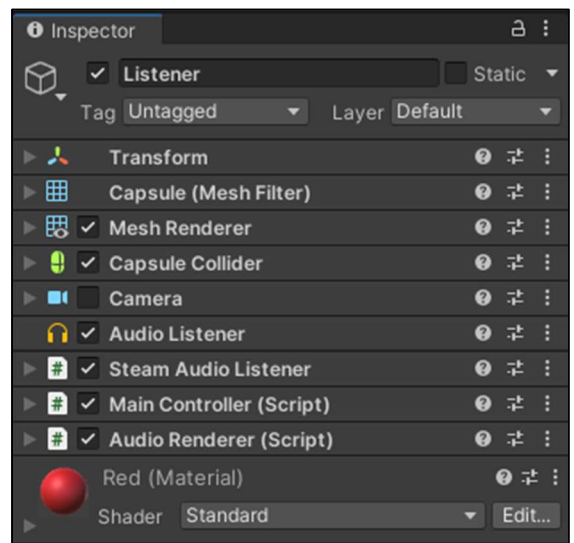 Inspector
Listener Static
Tag Untagged Layer Default
Transform
Capsule (Mesh Filter)
Mesh Renderer
Capsule Collider
Camera
Audio Listener
Steam Audio Listener
Main Controller (Script)
Audio Renderer (Script)
Red (Material)
Shader Standard Edit...